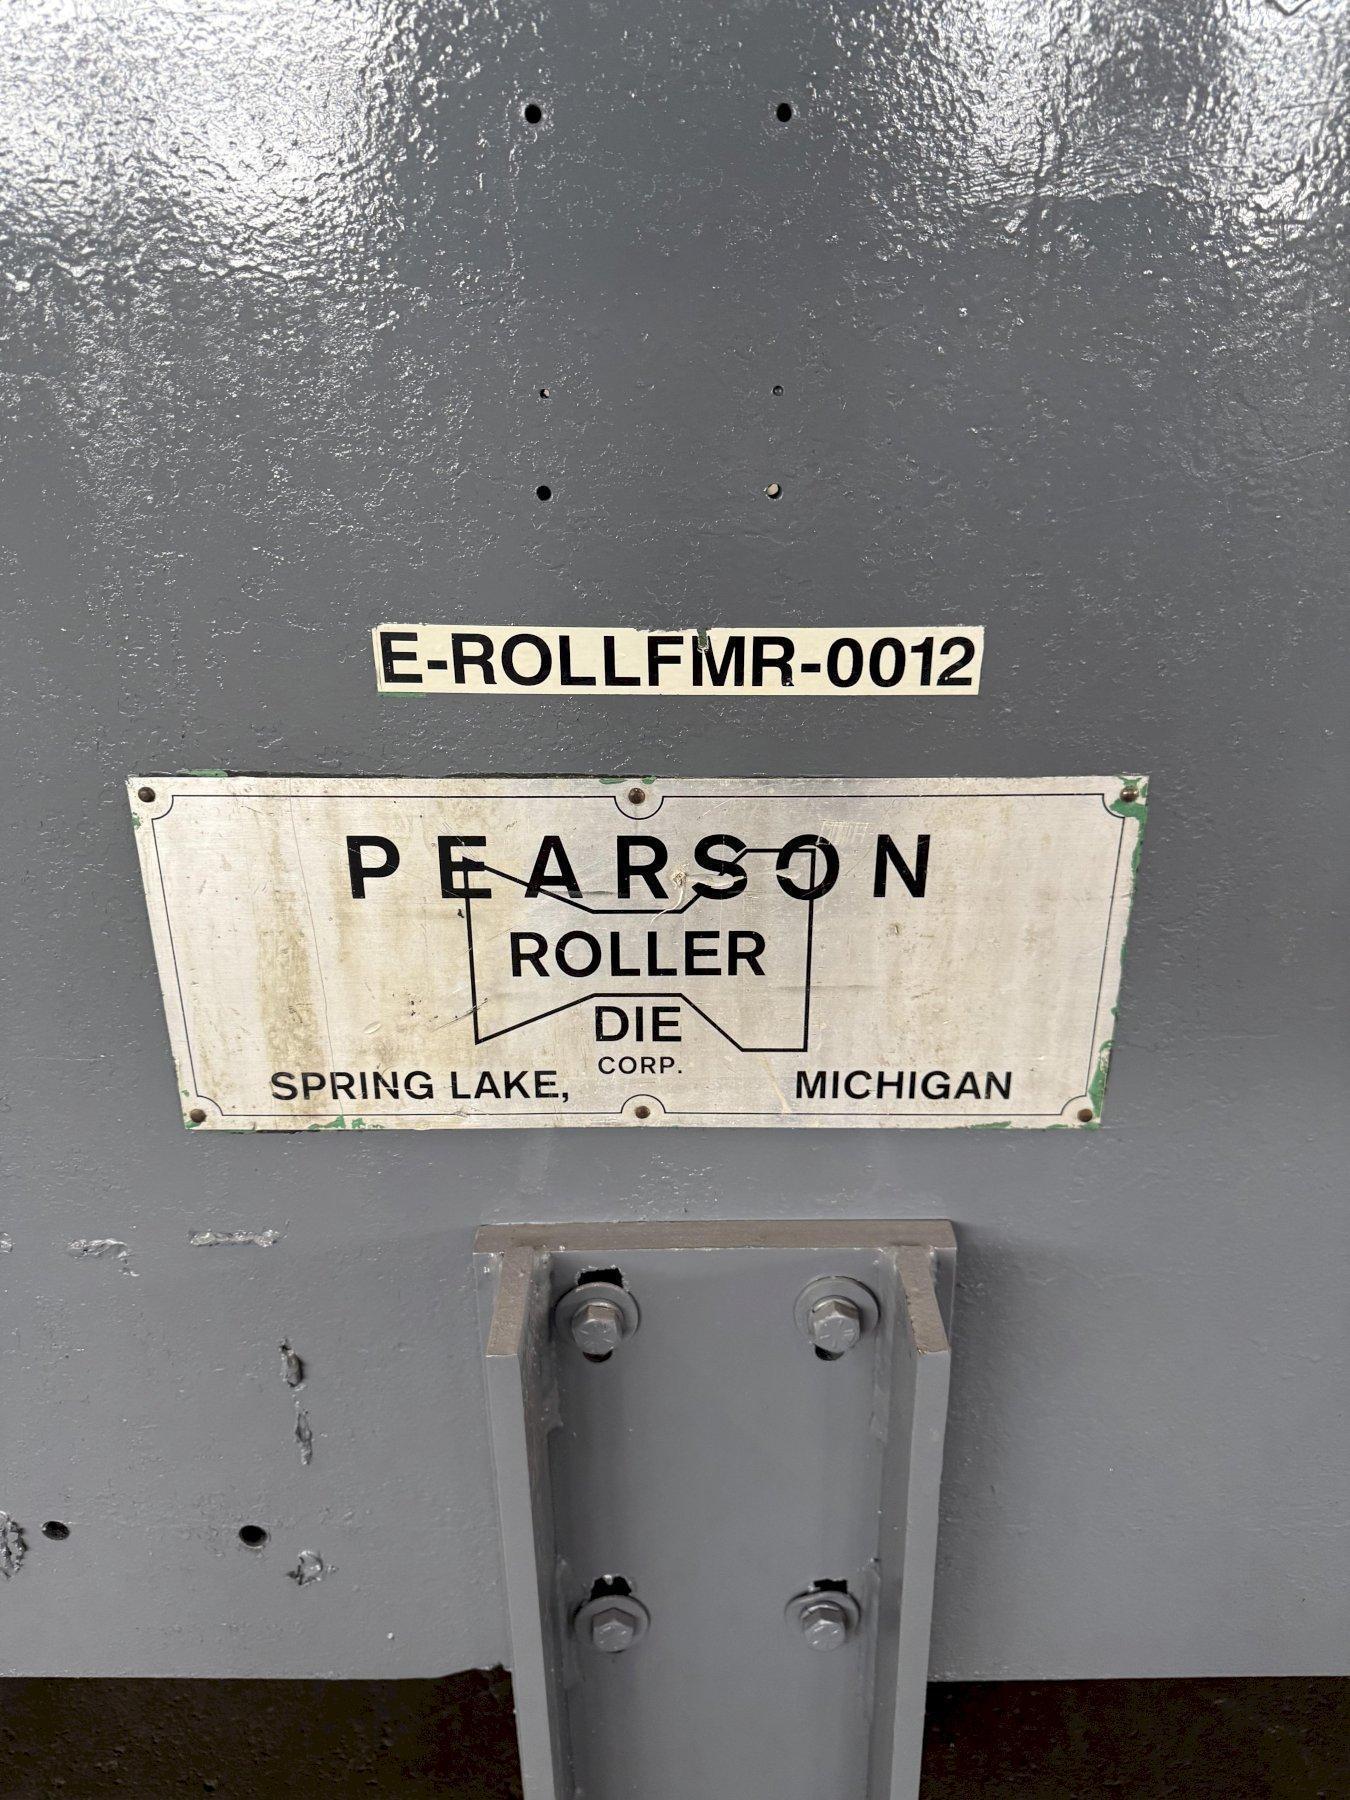 E-ROLLFMR-0012
PEARSON
ROLLER
DIE
CORP.
SPRING LAKE, MICHIGAN